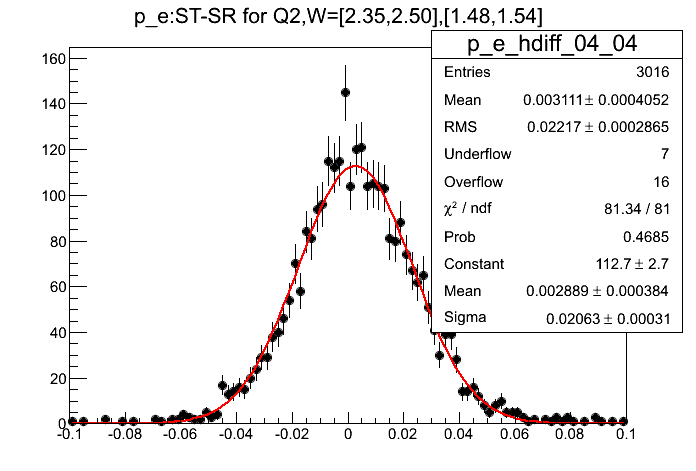 p_e:ST-SR for Q2,W=[2.35,2.50],[1.48,1.54]
p_e_hdiff_04_04
Entries 3016
Mean 0.003111 ± 0.0004052
RMS 0.02217 ± 0.0002865
Underflow 7
Overflow 16
χ² / ndf 81.34 / 81
Prob 0.4685
Constant 112.7 ± 2.7
Mean 0.002889 ± 0.000384
Sigma 0.02063 ± 0.00031
160
140
120
100
80
60
40
20
0
-0.1 -0.08 -0.06 -0.04 -0.02 0 0.02 0.04 0.06 0.08 0.1